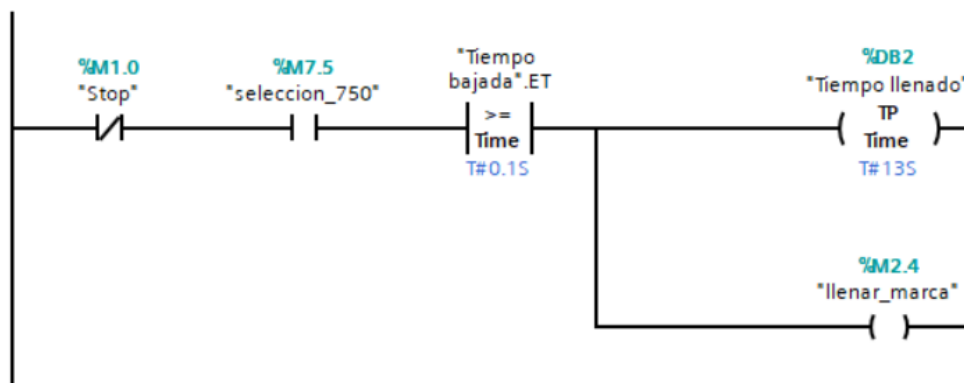 %M1.0
"Stop"
%M7.5
"seleccion_750"
"Tiempo
bajada".ET
>=
Time
T#0.1S
%DB2
"Tiempo llenado"
TP
Time
T#13S
%M2.4
"llenar_marca"